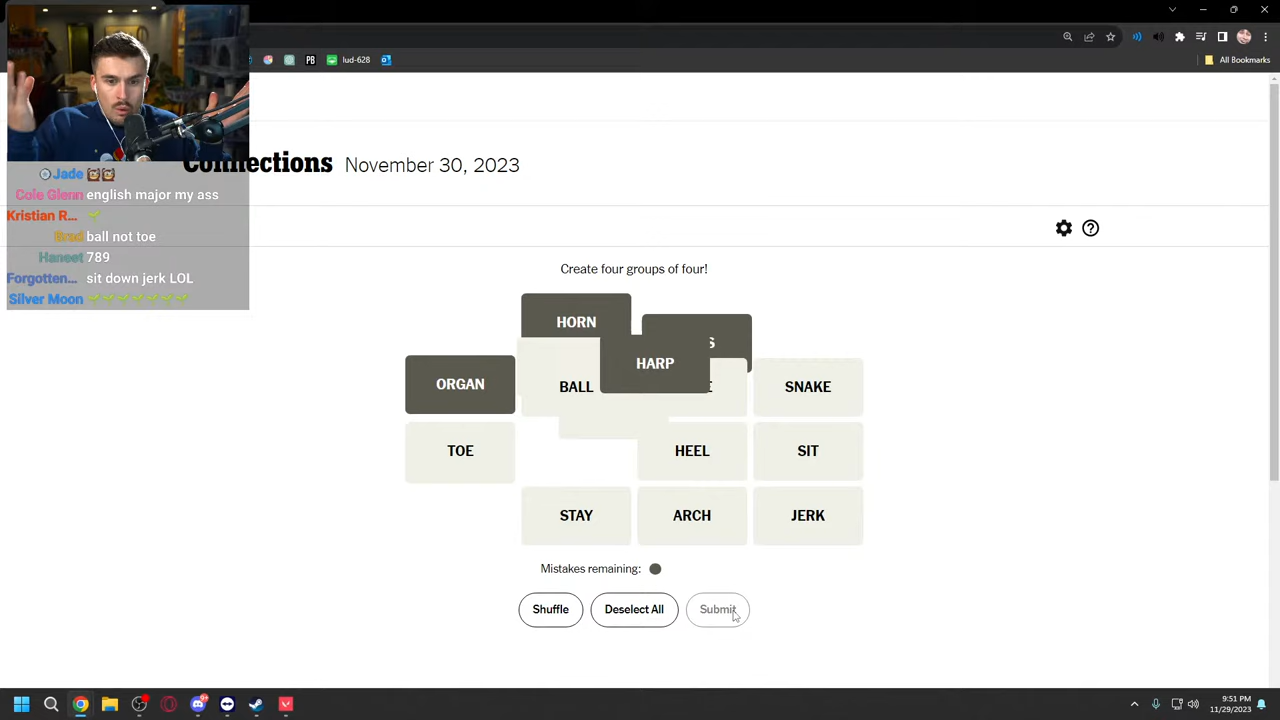 PB
lud-628
All Bookmarks
Jade
Cole Glenn english major my ass
Kristian R...
Brad ball not toe
Haneet 789
Forgotten... sit down jerk LOL
Silver Moon
Connections November 30, 2023
Create four groups of four!
HORN
S
HARP
ORGAN
BALL
E
SNAKE
TOE
HEEL
SIT
STAY
ARCH
JERK
Mistakes remaining:
Shuffle
Deselect All
Submit
9:51 PM
11/29/2023